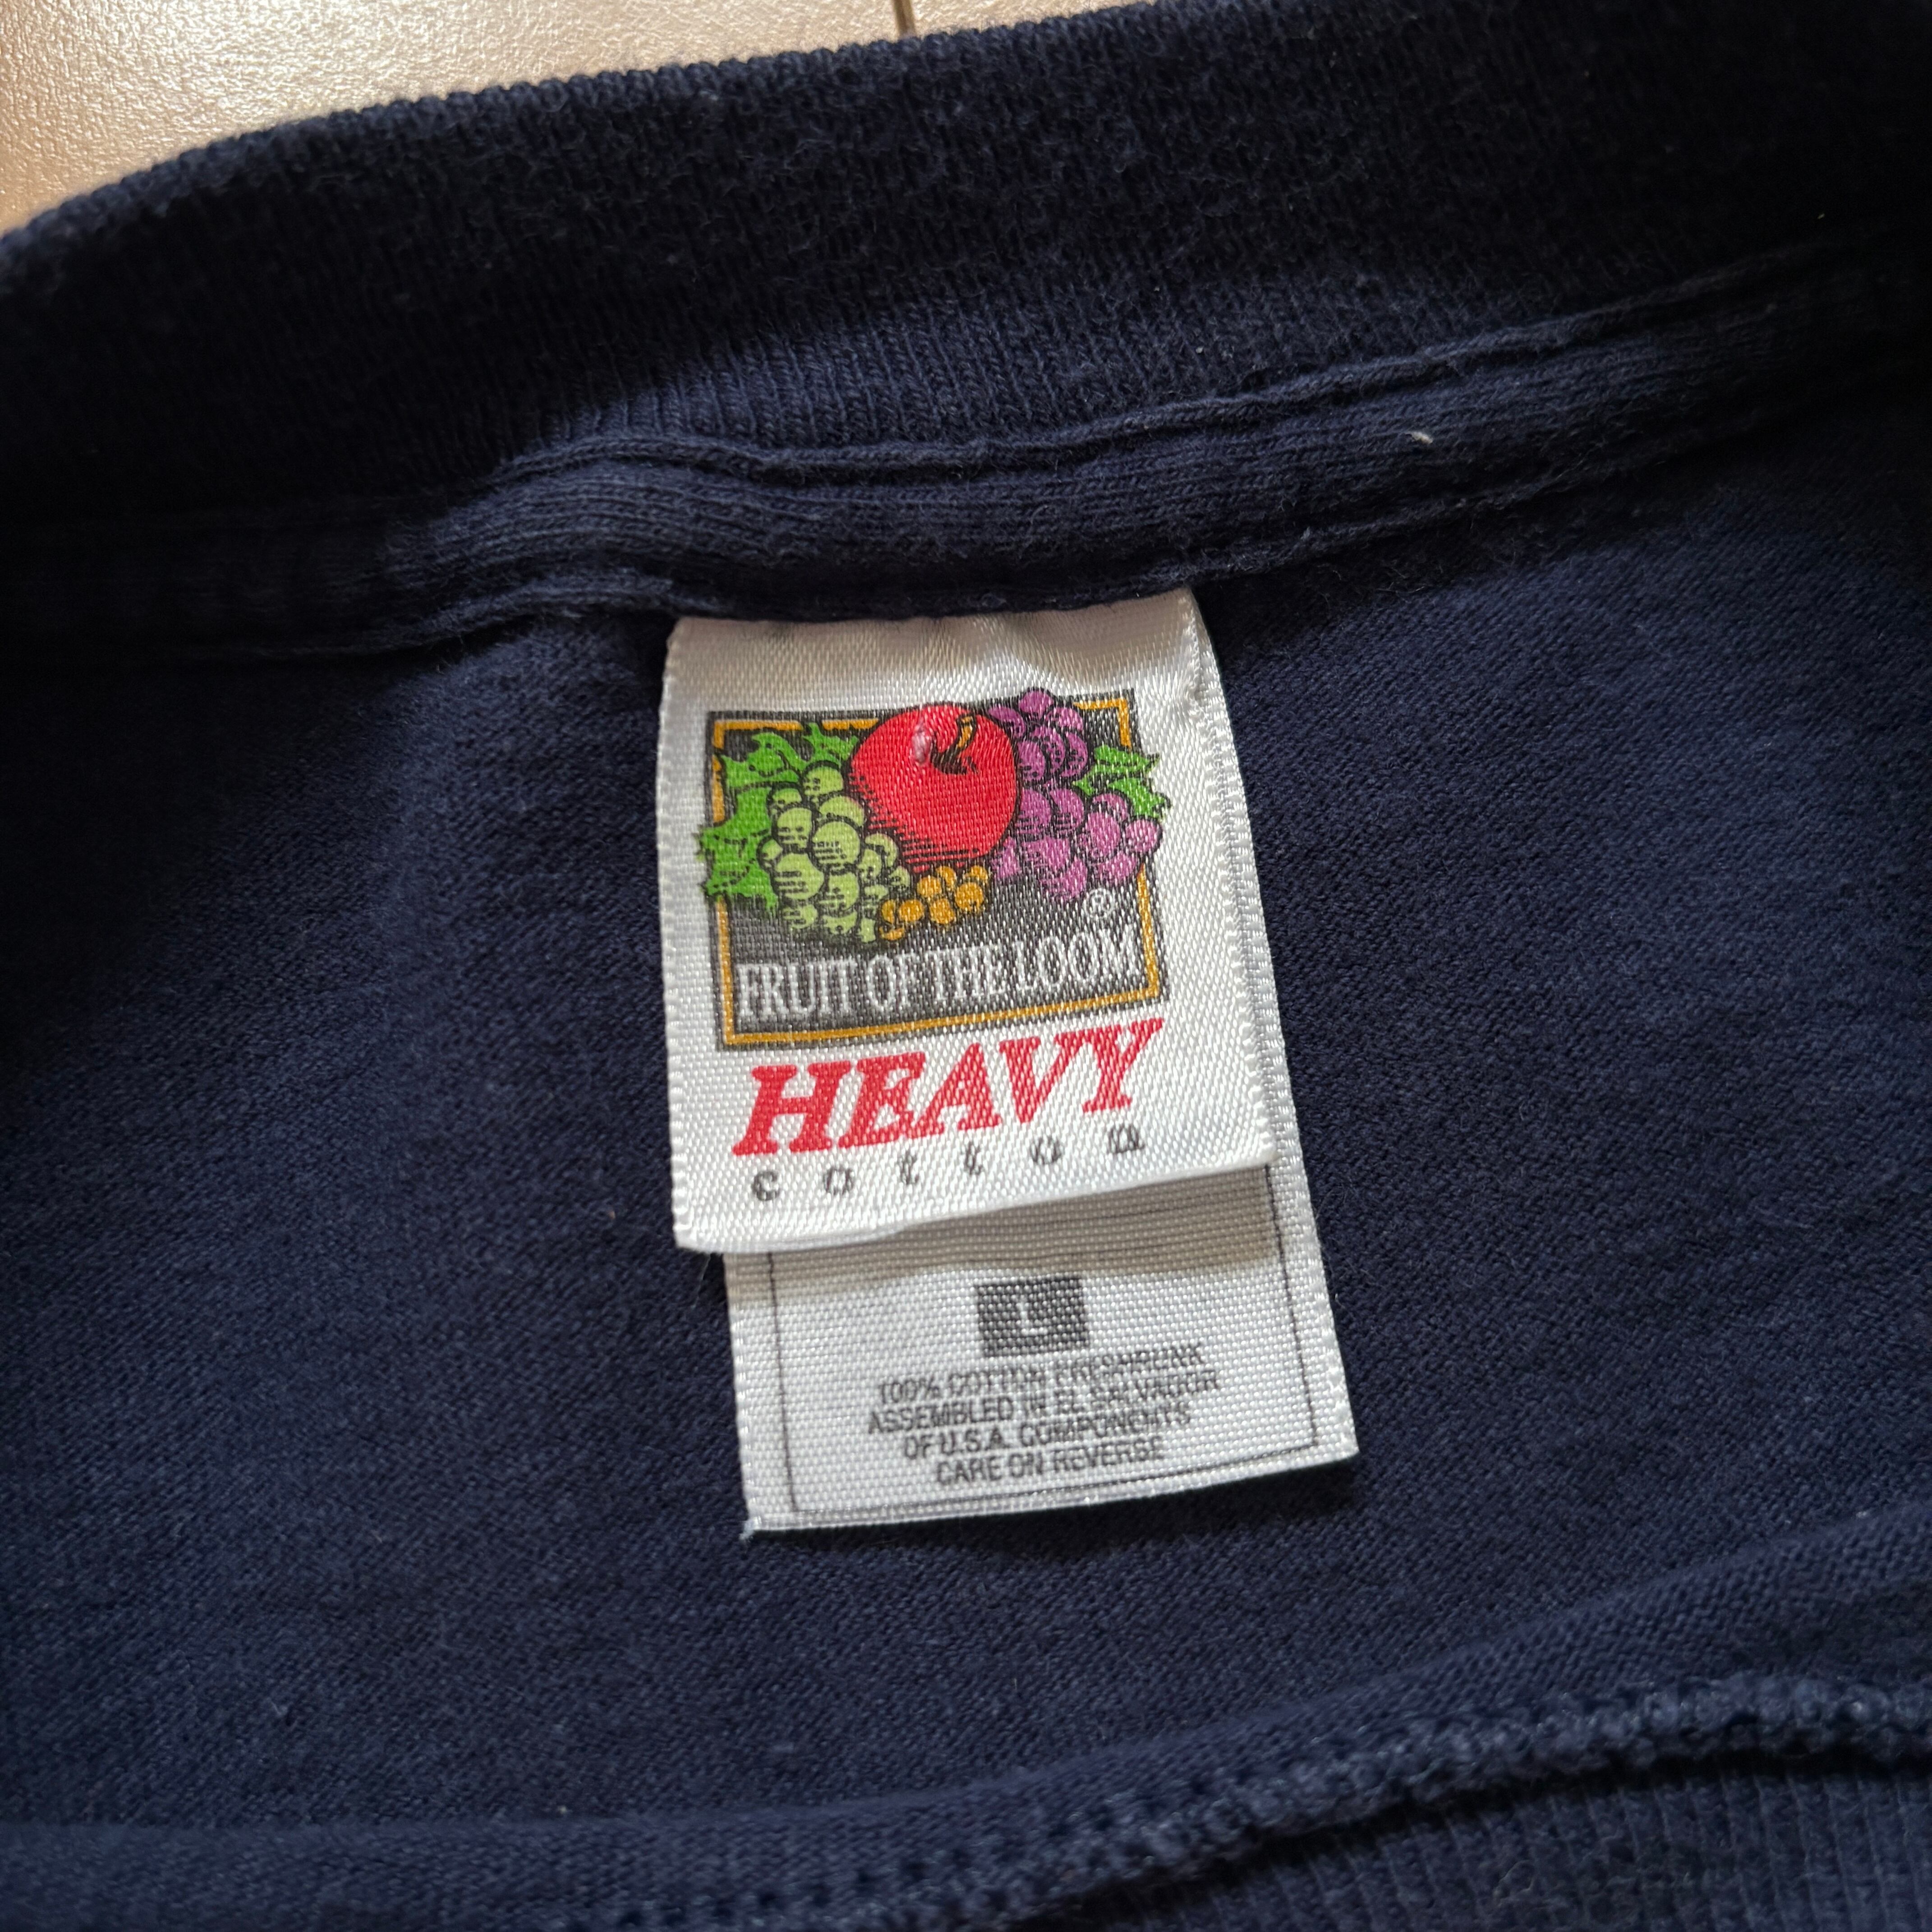 ®
FRUIT OF THE LOOM
HEAVY
cotton
L
100% COTTON PRESHRUNK
ASSEMBLED IN EL SALVADOR
OF U.S.A. COMPONENTS
CARE ON REVERSE